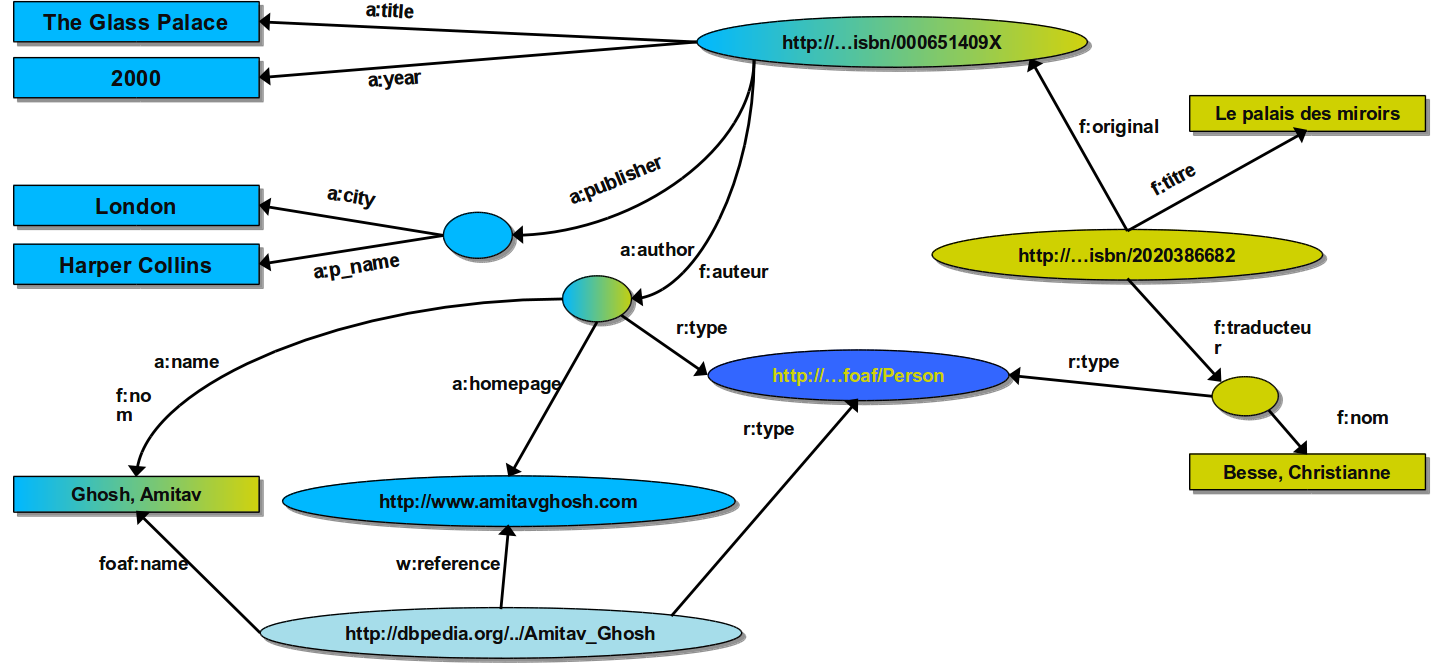 The Glass Palace
a:title
http://...isbn/000651409X
2000
a:year
Le palais des miroirs
f:original
f:titre
a:publisher
London
a:city
Harper Collins
a:p_name
a:author
f:auteur
http://...isbn/2020386682
r:type
f:traducteu
r
a:name
a:homepage
http://...foaf/Person
r:type
f:no
m
r:type
f:nom
Ghosh, Amitav
http://www.amitavghosh.com
Besse, Christianne
foaf:name
w:reference
http://dbpedia.org/../Amitav_Ghosh